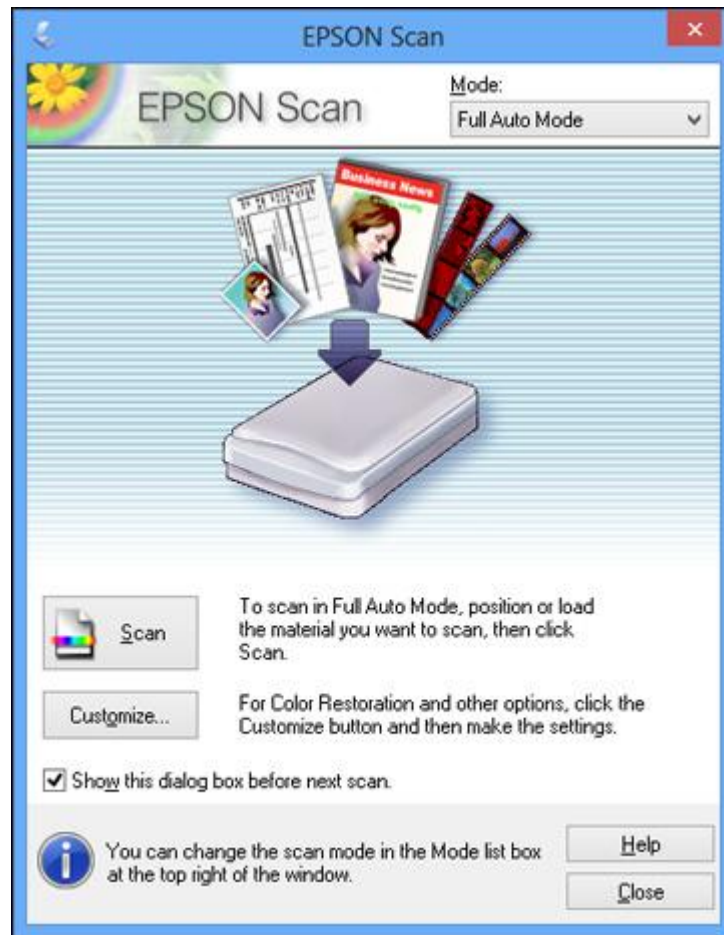 EPSON Scan
EPSON Scan
Mode:
Full Auto Mode
Business News
Scan
To scan in Full Auto Mode, position or load
the material you want to scan, then click
Scan.
Customize...
For Color Restoration and other options, click the
Customize button and then make the settings.
Show this dialog box before next scan.
You can change the scan mode in the Mode list box
at the top right of the window.
Help
Close